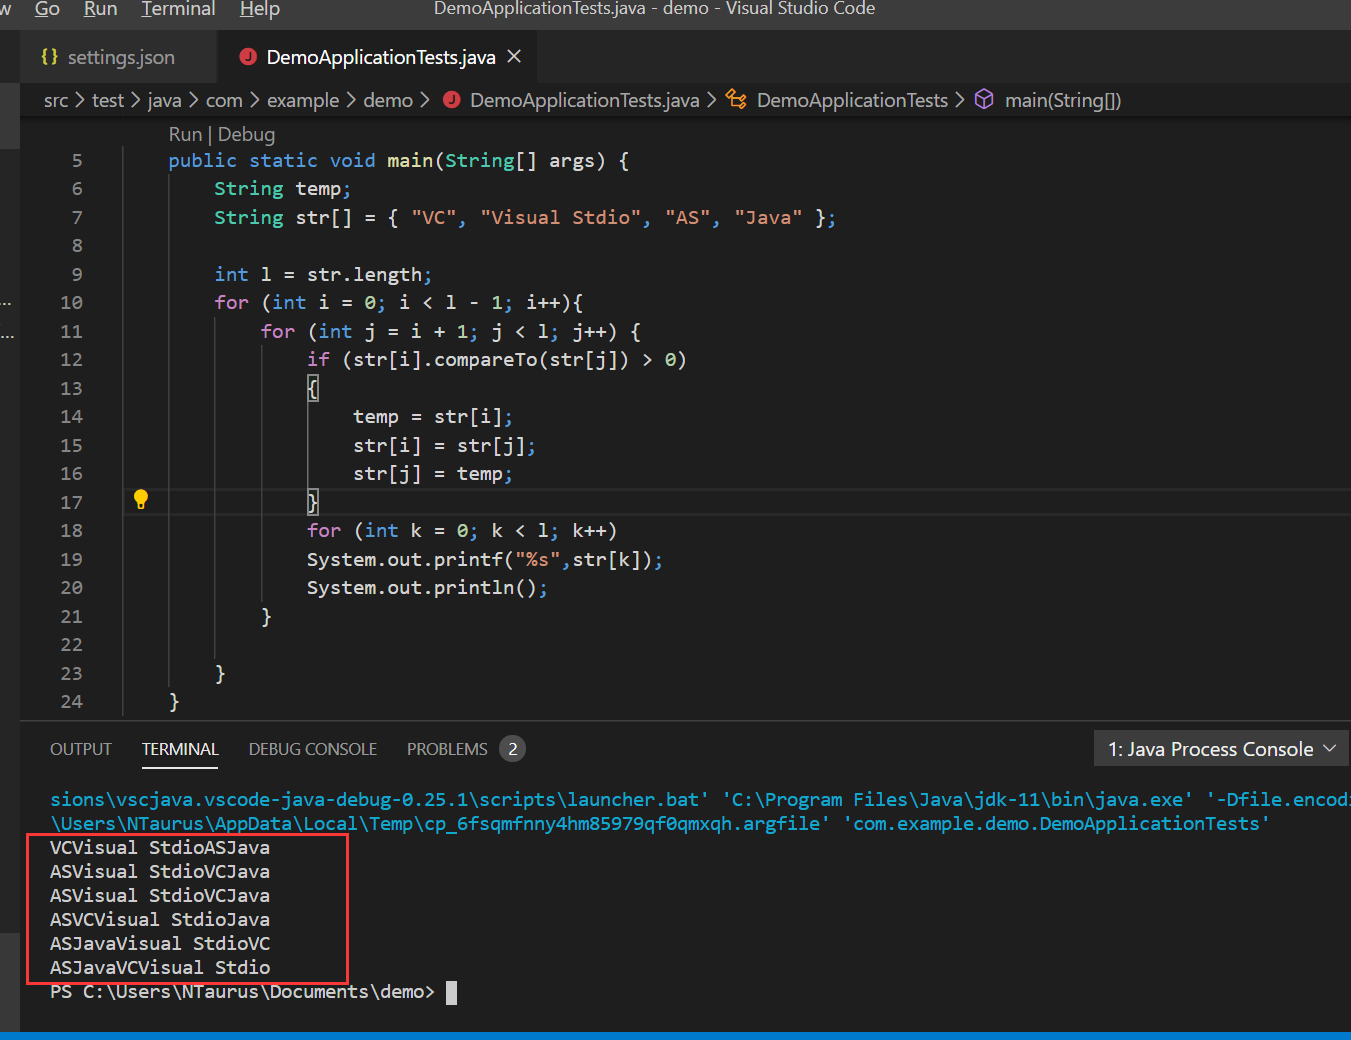 w Go Run Terminal Help DemoApplicationTests.java - demo - Visual Studio Code
{} settings.json J DemoApplicationTests.java ×
src > test > java > com > example > demo > J DemoApplicationTests.java > DemoApplicationTests > main(String[])
Run | Debug
5 public static void main(String[] args) {
6 String temp;
7 String str[] = { "VC", "Visual Stdio", "AS", "Java" };
8
9 int l = str.length;
10 for (int i = 0; i < l - 1; i++){
11 for (int j = i + 1; j < l; j++) {
12 if (str[i].compareTo(str[j]) > 0)
13 {
14 temp = str[i];
15 str[i] = str[j];
16 str[j] = temp;
17 }
18 for (int k = 0; k < l; k++)
19 System.out.printf("%s",str[k]);
20 System.out.println();
21 }
22
23 }
24 }
OUTPUT TERMINAL DEBUG CONSOLE PROBLEMS 2 1: Java Process Console
sions\vscjava.vscode-java-debug-0.25.1\scripts\launcher.bat' 'C:\Program Files\Java\jdk-11\bin\java.exe' '-Dfile.encodi
\Users\NTaurus\AppData\Local\Temp\cp_6fsqmfnny4hm85979qf0qmxqh.argfile' 'com.example.demo.DemoApplicationTests'
VCVisual StdioASJava
ASVisual StdioVCJava
ASVisual StdioVCJava
ASVCVisual StdioJava
ASJavaVisual StdioVC
ASJavaVCVisual Stdio
PS C:\Users\NTaurus\Documents\demo>